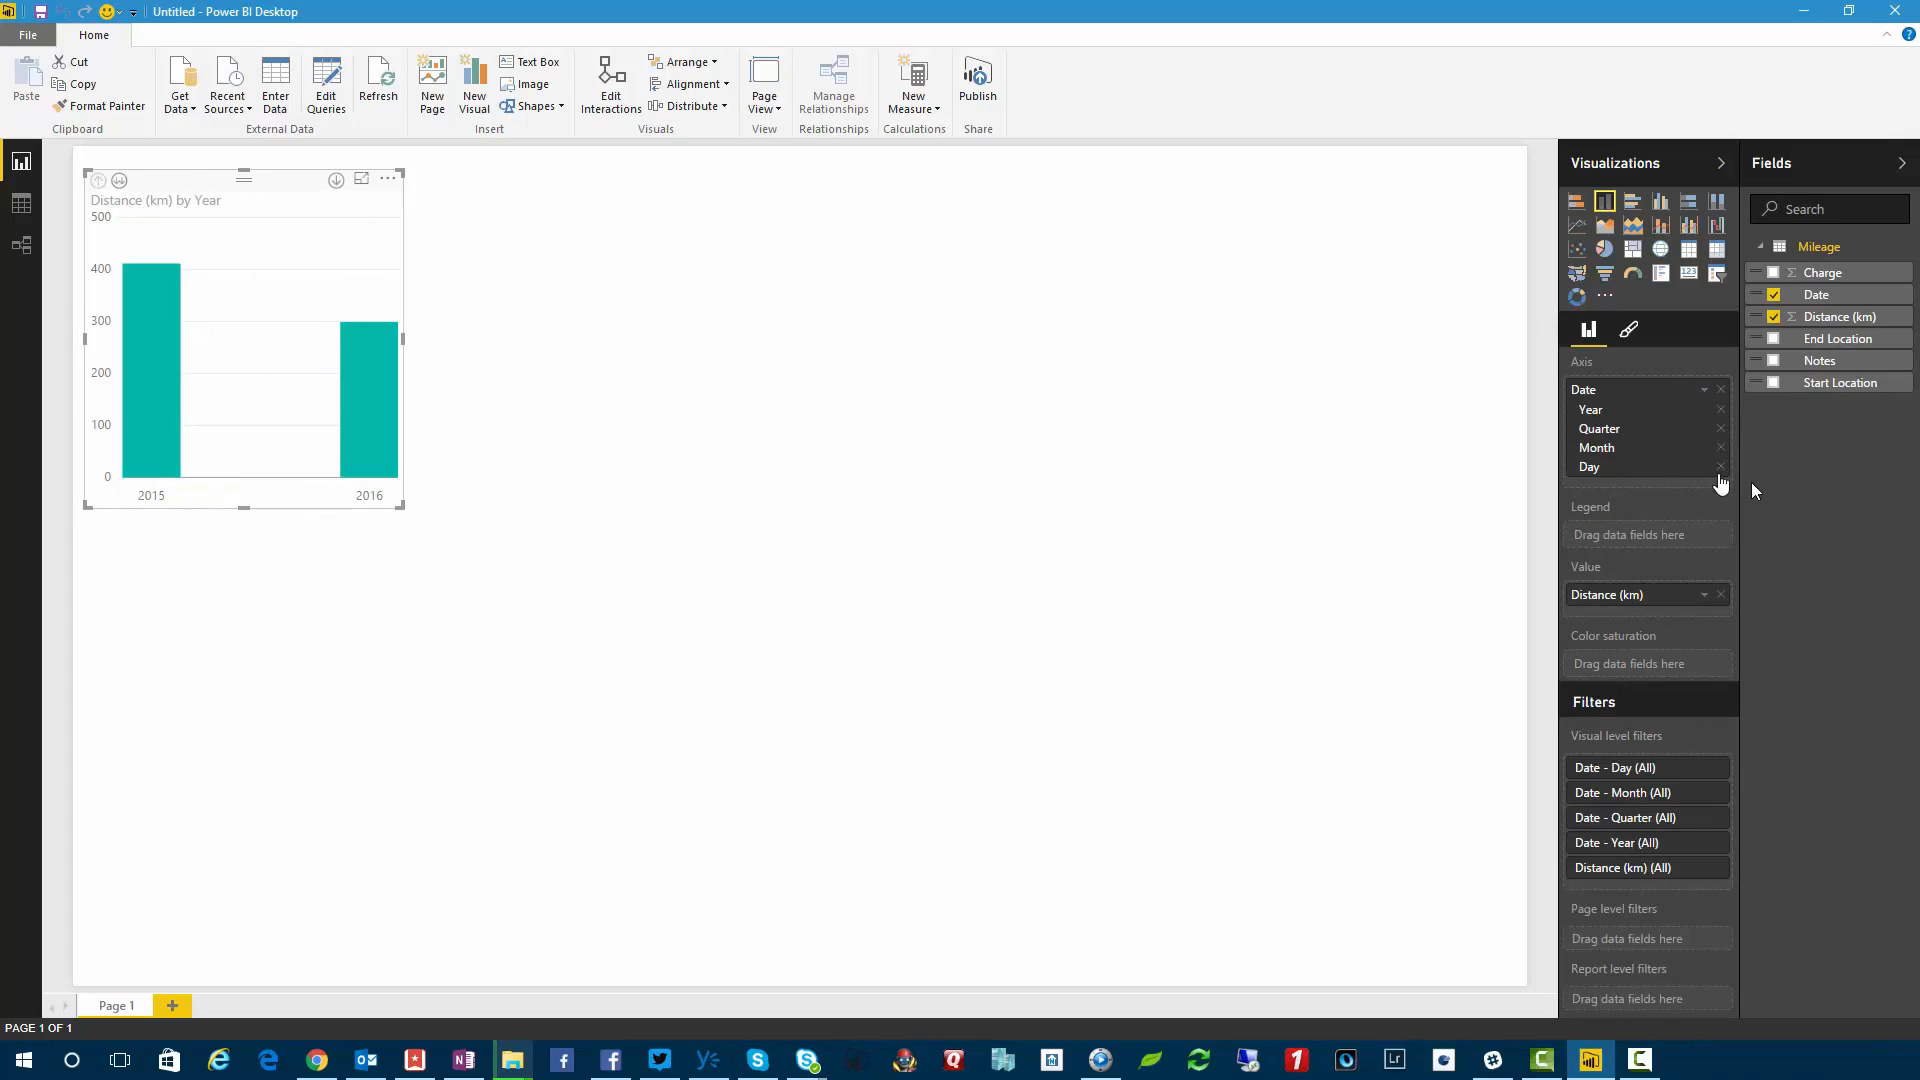 Untitled - Power BI Desktop
File
Home
Paste
Cut
Copy
Format Painter
Clipboard
Get Data
Recent Sources
Enter Data
Edit Queries
Refresh
External Data
New Page
New Visual
Text Box
Image
Shapes
Insert
Edit Interactions
Arrange
Alignment
Distribute
Visuals
Page View
View
Manage Relationships
Relationships
New Measure
Calculations
Publish
Share
Distance (km) by Year
500
400
300
200
100
0
2015
2016
Visualizations
123
Axis
Date
Year
Quarter
Month
Day
Legend
Drag data fields here
Value
Distance (km)
Color saturation
Drag data fields here
Filters
Visual level filters
Date - Day (All)
Date - Month (All)
Date - Quarter (All)
Date - Year (All)
Distance (km) (All)
Page level filters
Drag data fields here
Report level filters
Drag data fields here
Fields
Search
Mileage
Charge
Date
Distance (km)
End Location
Notes
Start Location
Page 1
PAGE 1 OF 1
Lr